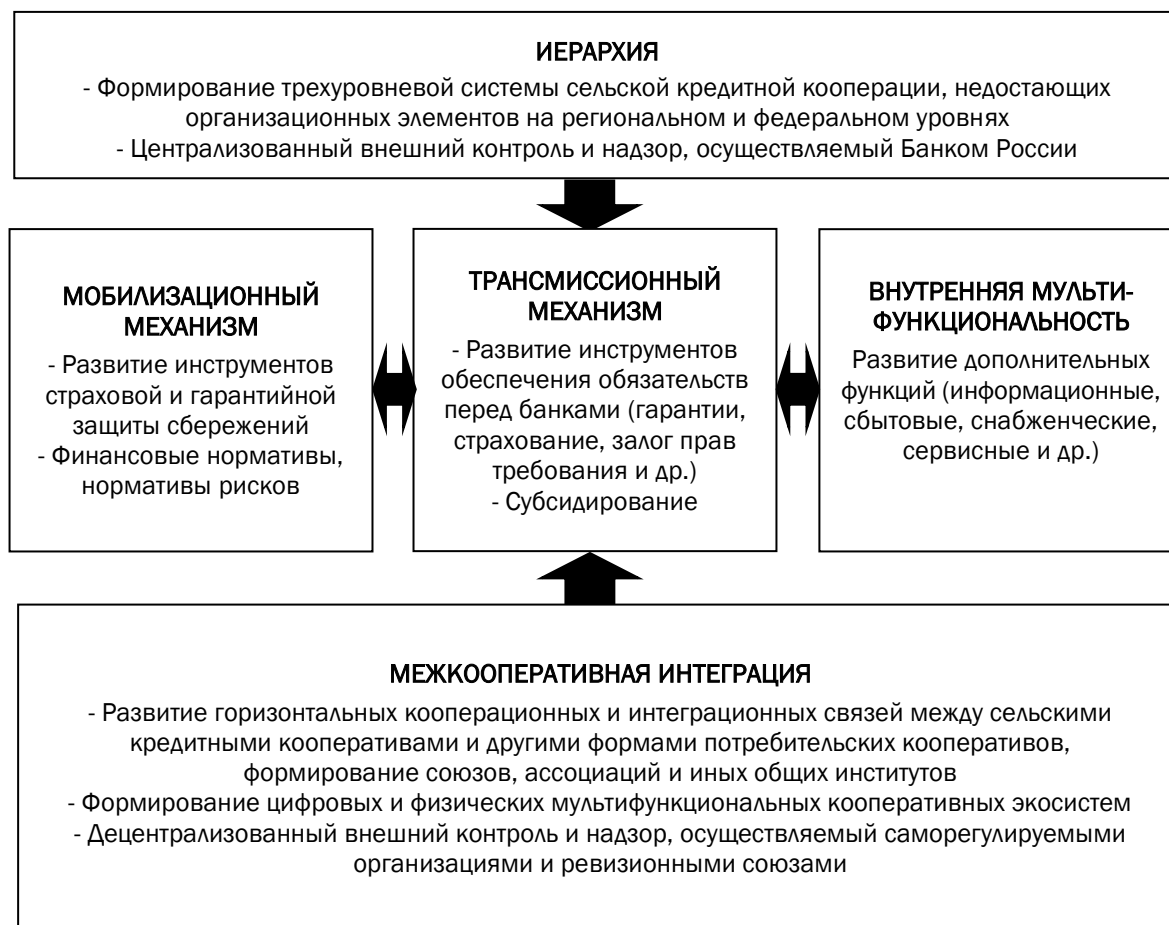 ИЕРАРХИЯ
- Формирование трехуровневой системы сельской кредитной кооперации, недостающих
организационных элементов на региональном и федеральном уровнях
- Централизованный внешний контроль и надзор, осуществляемый Банком России
МОБИЛИЗАЦИОННЫЙ
МЕХАНИЗМ
- Развитие инструментов
страховой и гарантийной
защиты сбережений
- Финансовые нормативы,
нормативы рисков
ТРАНСМИССИОННЫЙ
МЕХАНИЗМ
- Развитие инструментов
обеспечения обязательств
перед банками (гарантии,
страхование, залог прав
требования и др.)
- Субсидирование
ВНУТРЕННЯЯ МУЛЬТИ-
ФУНКЦИОНАЛЬНОСТЬ
Развитие дополнительных
функций (информационные,
сбытовые, снабженческие,
сервисные и др.)
МЕЖКООПЕРАТИВНАЯ ИНТЕГРАЦИЯ
- Развитие горизонтальных кооперационных и интеграционных связей между сельскими
кредитными кооперативами и другими формами потребительских кооперативов,
формирование союзов, ассоциаций и иных общих институтов
- Формирование цифровых и физических мультифункциональных кооперативных экосистем
- Децентрализованный внешний контроль и надзор, осуществляемый саморегулируемыми
организациями и ревизионными союзами